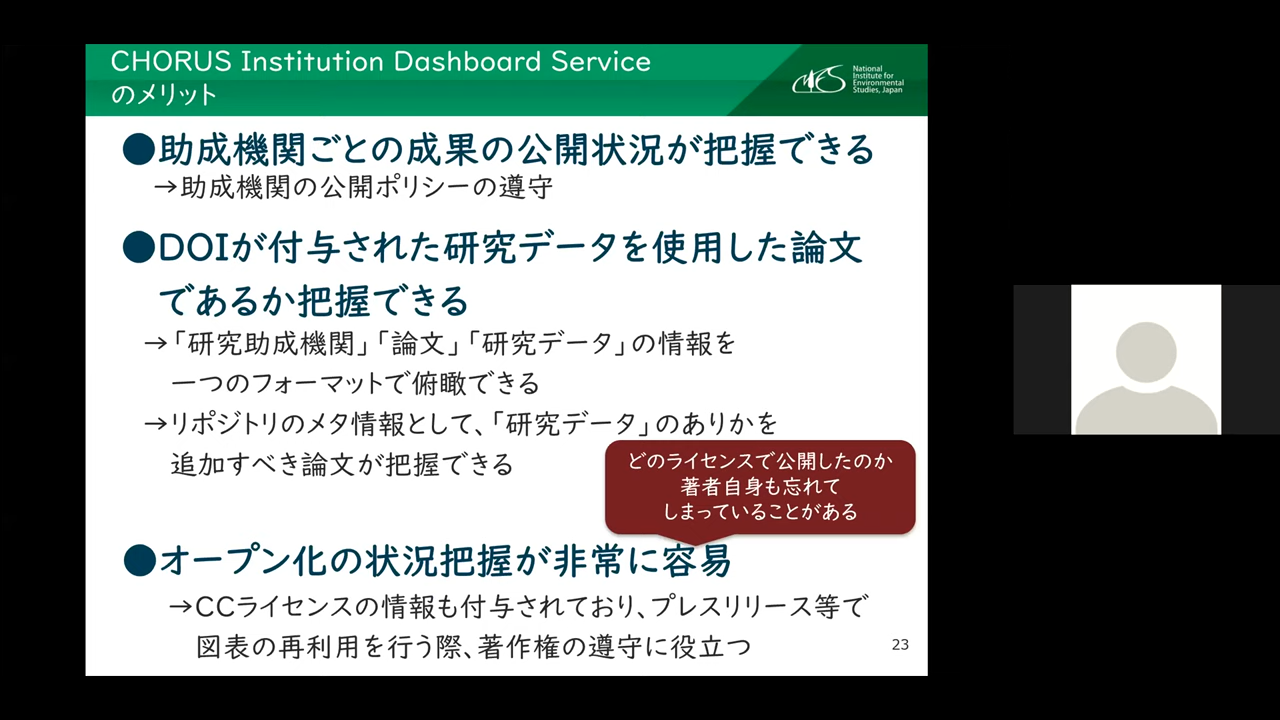 CHORUS Institution Dashboard Service
のメリット
National
Institute for
Environmental
Studies, Japan
●助成機関ごとの成果の公開状況が把握できる
→助成機関の公開ポリシーの遵守
●DOIが付与された研究データを使用した論文
であるか把握できる
→「研究助成機関」「論文」「研究データ」の情報を
一つのフォーマットで俯瞰できる
→リポジトリのメタ情報として、「研究データ」のありかを
追加すべき論文が把握できる
どのライセンスで公開したのか
著者自身も忘れて
しまっていることがある
●オープン化の状況把握が非常に容易
→CCライセンスの情報も付与されており、プレスリリース等で
図表の再利用を行う際、著作権の遵守に役立つ
23